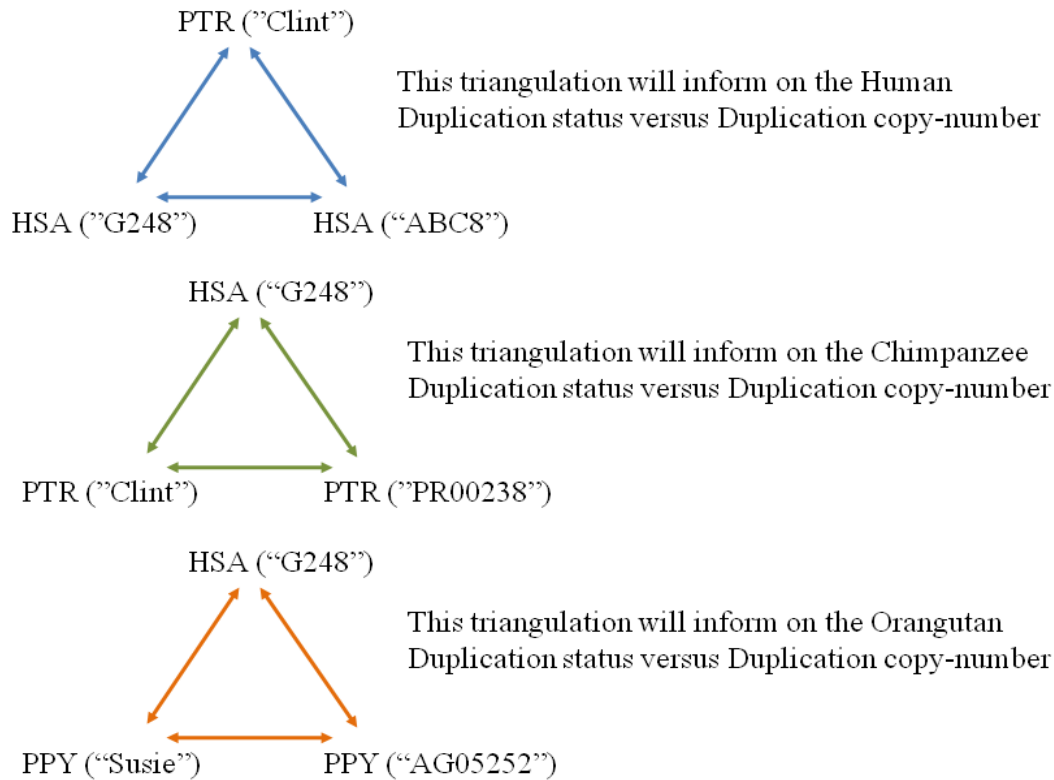 PTR (”Clint”)
This triangulation will inform on the Human
Duplication status versus Duplication copy-number
HSA (”G248”)
HSA (“ABC8”)
HSA (“G248”)
This triangulation will inform on the Chimpanzee
Duplication status versus Duplication copy-number
PTR (”Clint”)
PTR (”PR00238”)
HSA (“G248”)
This triangulation will inform on the Orangutan
Duplication status versus Duplication copy-number
PPY (“Susie”)
PPY (“AG05252”)